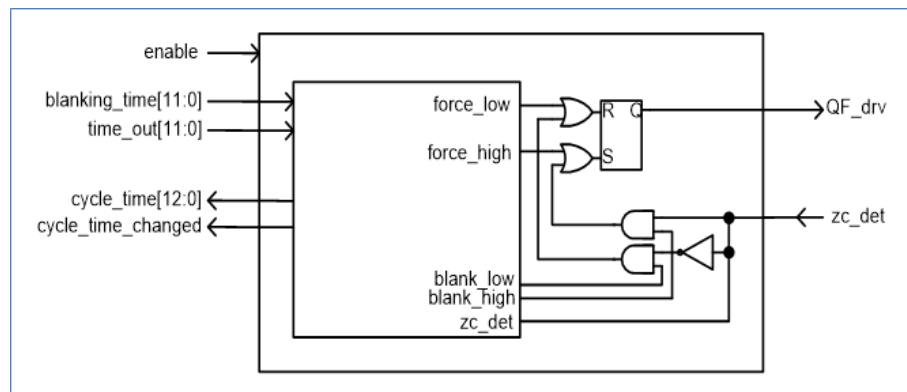 enable
blanking_time[11:0]
time_out[11:0]
cycle_time[12:0]
cycle_time_changed
force_low
force_high
blank_low
blank_high
zc_det
R Q
S
QF_drv
zc_det